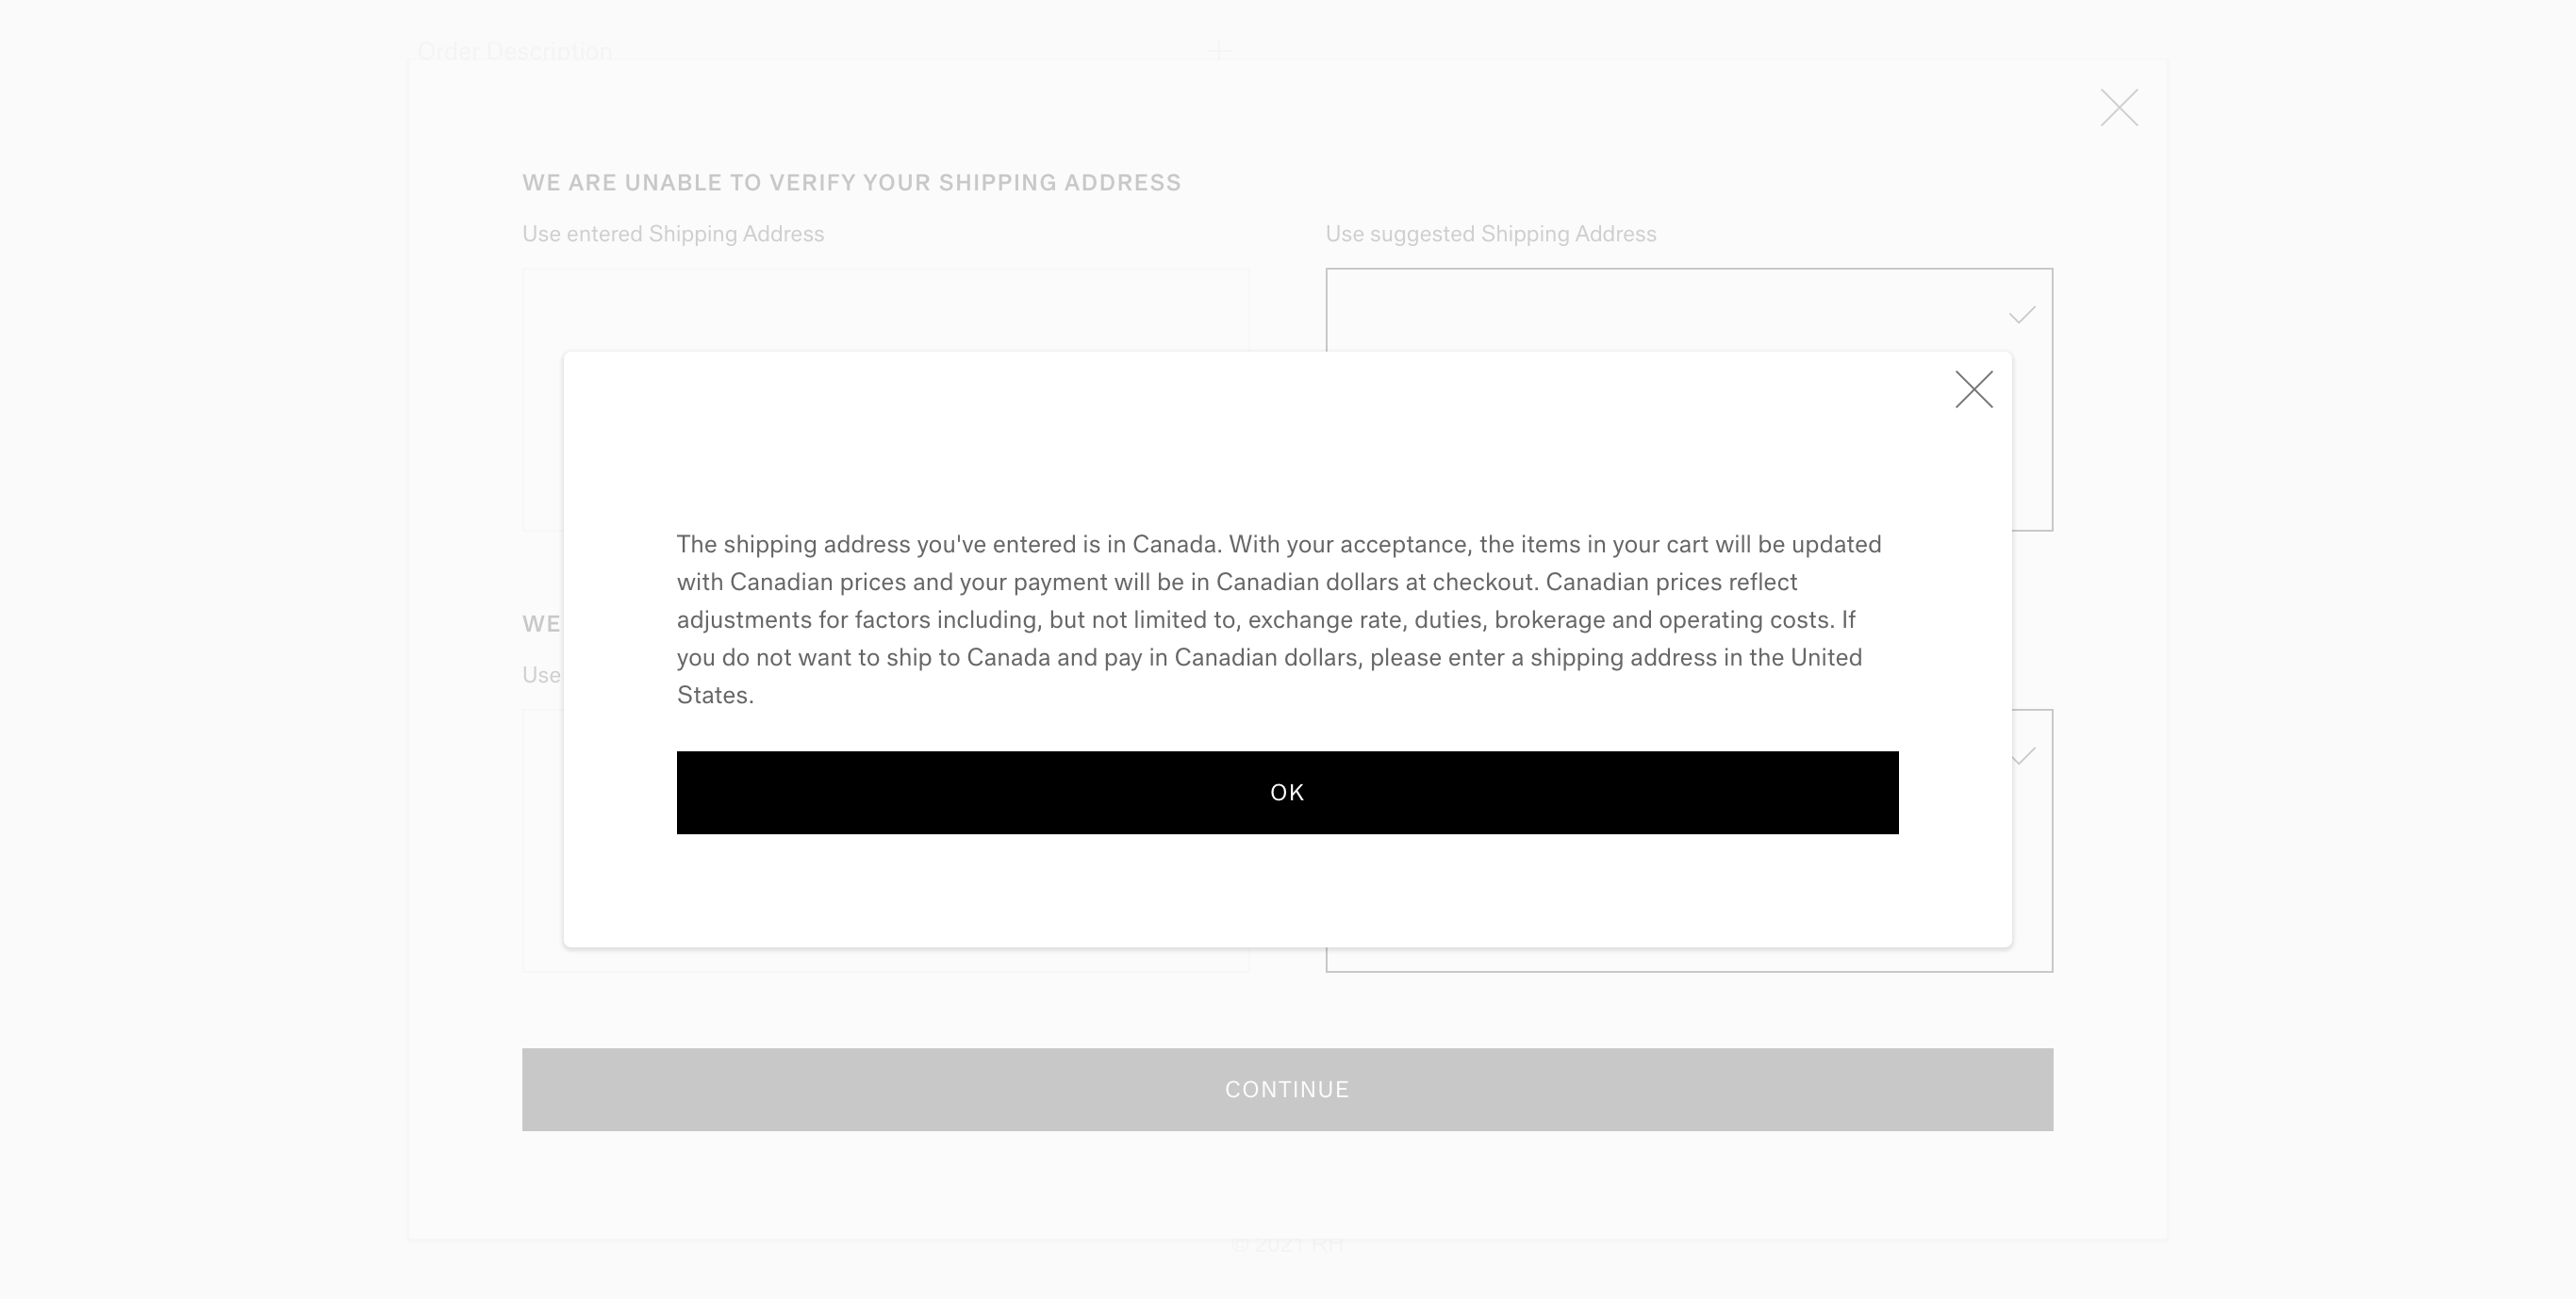 Order Description
WE ARE UNABLE TO VERIFY YOUR SHIPPING ADDRESS
Use entered Shipping Address
Use suggested Shipping Address
The shipping address you've entered is in Canada. With your acceptance, the items in your cart will be updated
with Canadian prices and your payment will be in Canadian dollars at checkout. Canadian prices reflect
adjustments for factors including, but not limited to, exchange rate, duties, brokerage and operating costs. If
you do not want to ship to Canada and pay in Canadian dollars, please enter a shipping address in the United
States.
WE
Use
OK
CONTINUE
© 2021 RH